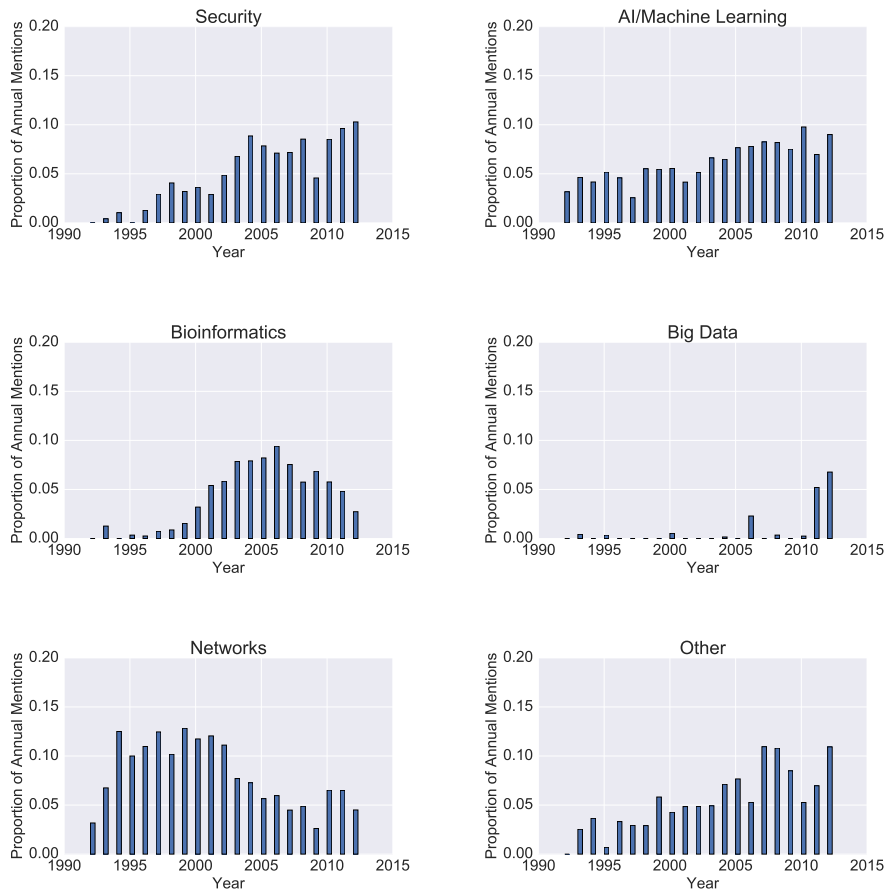 Security
Proportion of Annual Mentions
0.20
0.15
0.10
0.05
0.00
1990 1995 2000 2005 2010 2015
Year
AI/Machine Learning
Proportion of Annual Mentions
0.20
0.15
0.10
0.05
0.00
1990 1995 2000 2005 2010 2015
Year
Bioinformatics
Proportion of Annual Mentions
0.20
0.15
0.10
0.05
0.00
1990 1995 2000 2005 2010 2015
Year
Big Data
Proportion of Annual Mentions
0.20
0.15
0.10
0.05
0.00
1990 1995 2000 2005 2010 2015
Year
Networks
Proportion of Annual Mentions
0.20
0.15
0.10
0.05
0.00
1990 1995 2000 2005 2010 2015
Year
Other
Proportion of Annual Mentions
0.20
0.15
0.10
0.05
0.00
1990 1995 2000 2005 2010 2015
Year